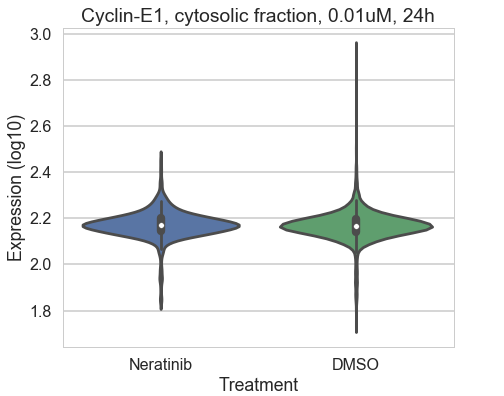 Cyclin-E1, cytosolic fraction, 0.01uM, 24h
Expression (log10)
3.0
2.8
2.6
2.4
2.2
2.0
1.8
Neratinib DMSO
Treatment